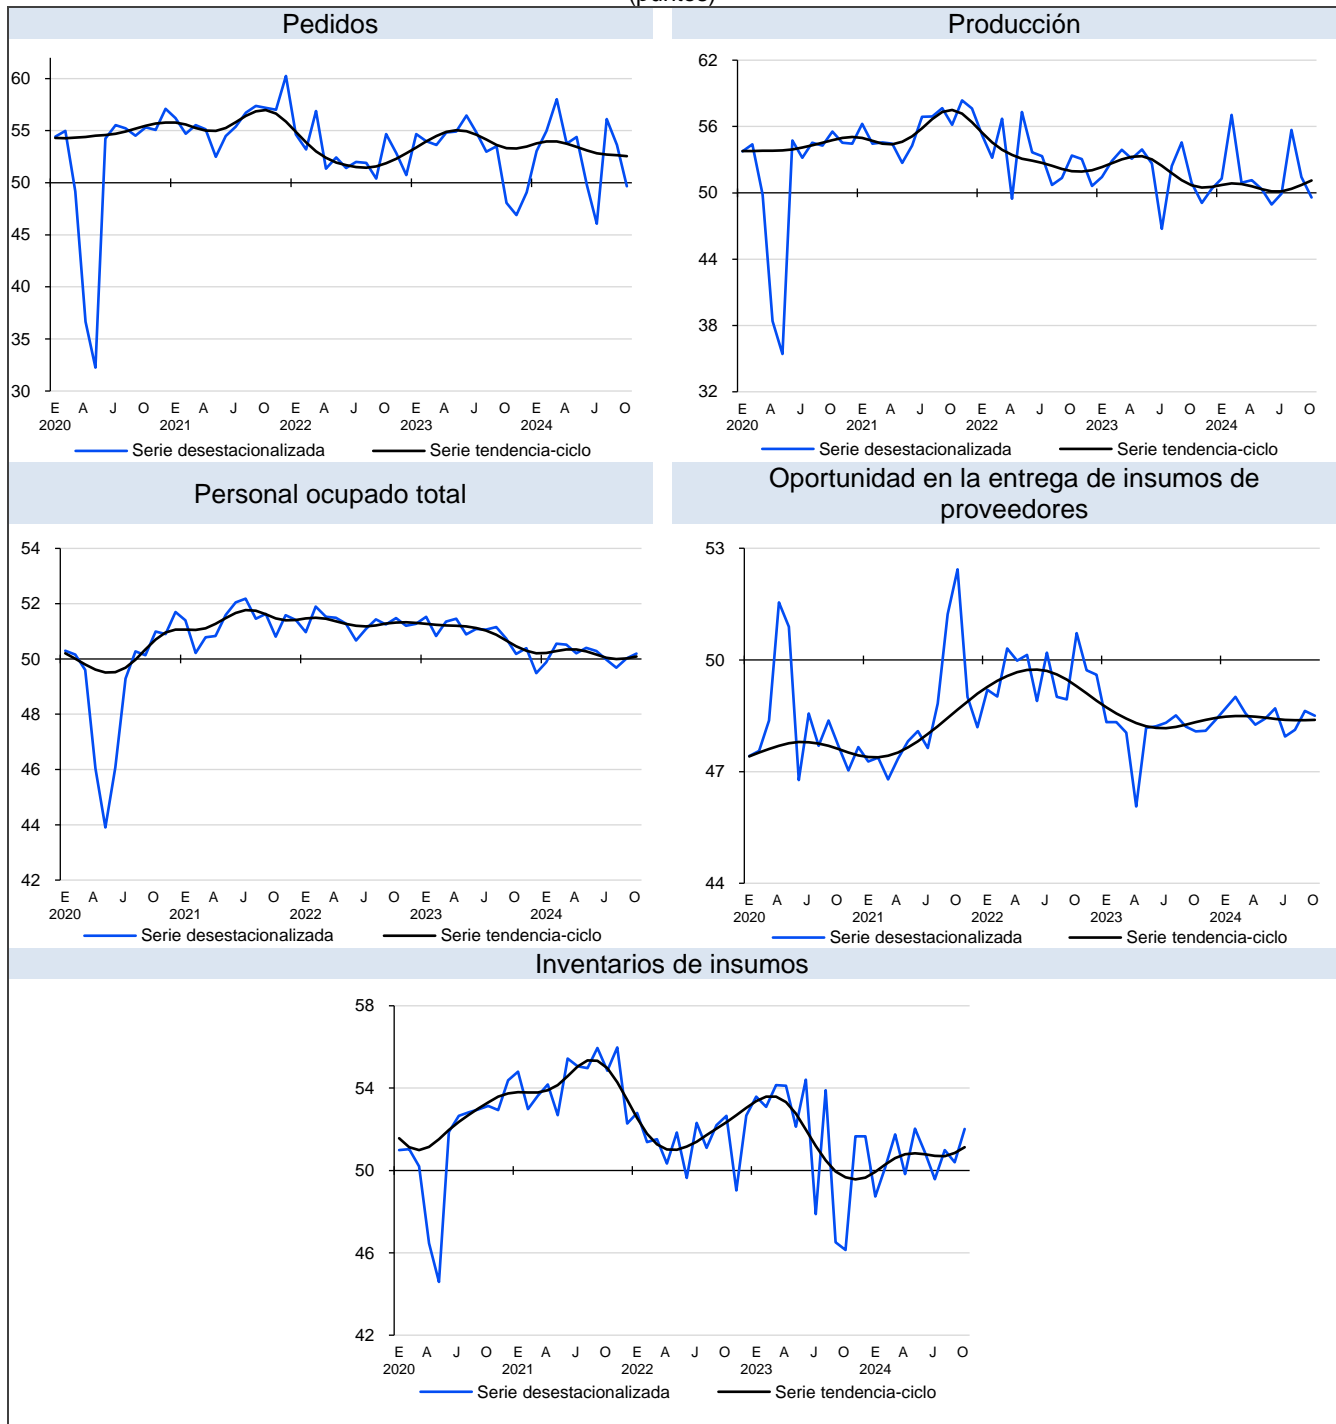 (puntos)
Pedidos
60
55
50
45
40
35
30
E A J O E A J O E A J O E A J O E A J O
2020 2021 2022 2023 2024
Serie desestacionalizada Serie tendencia-ciclo
Producción
62
56
50
44
38
32
E A J O E A J O E A J O E A J O E A J O
2020 2021 2022 2023 2024
Serie desestacionalizada Serie tendencia-ciclo
Personal ocupado total
54
52
50
48
46
44
42
E A J O E A J O E A J O E A J O E A J O
2020 2021 2022 2023 2024
Serie desestacionalizada Serie tendencia-ciclo
Oportunidad en la entrega de insumos de
proveedores
53
50
47
44
E A J O E A J O E A J O E A J O E A J O
2020 2021 2022 2023 2024
Serie desestacionalizada Serie tendencia-ciclo
Inventarios de insumos
58
54
50
46
42
E A J O E A J O E A J O E A J O E A J O
2020 2021 2022 2023 2024
Serie desestacionalizada Serie tendencia-ciclo